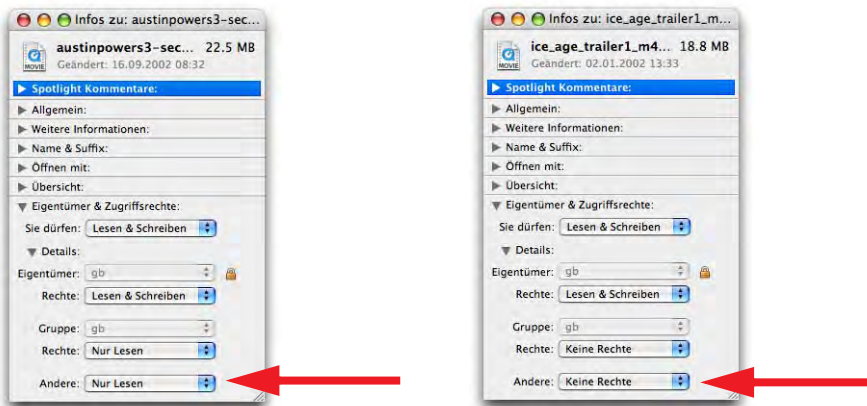 Infos zu: austinpowers3-sec...
austinpowers3-sec... 22.5 MB
MOVIE
Geändert: 16.09.2002 08:32
Spotlight Kommentare:
Allgemein:
Weitere Informationen:
Name & Suffix:
Öffnen mit:
Übersicht:
Eigentümer & Zugriffsrechte:
Sie dürfen: Lesen & Schreiben
Details:
Eigentümer: gb
Rechte: Lesen & Schreiben
Gruppe: gb
Rechte: Nur Lesen
Andere: Nur Lesen
Infos zu: ice_age_trailer1_m...
ice_age_trailer1_m4... 18.8 MB
MOVIE
Geändert: 02.01.2002 13:33
Spotlight Kommentare:
Allgemein:
Weitere Informationen:
Name & Suffix:
Öffnen mit:
Übersicht:
Eigentümer & Zugriffsrechte:
Sie dürfen: Lesen & Schreiben
Details:
Eigentümer: gb
Rechte: Lesen & Schreiben
Gruppe: gb
Rechte: Keine Rechte
Andere: Keine Rechte